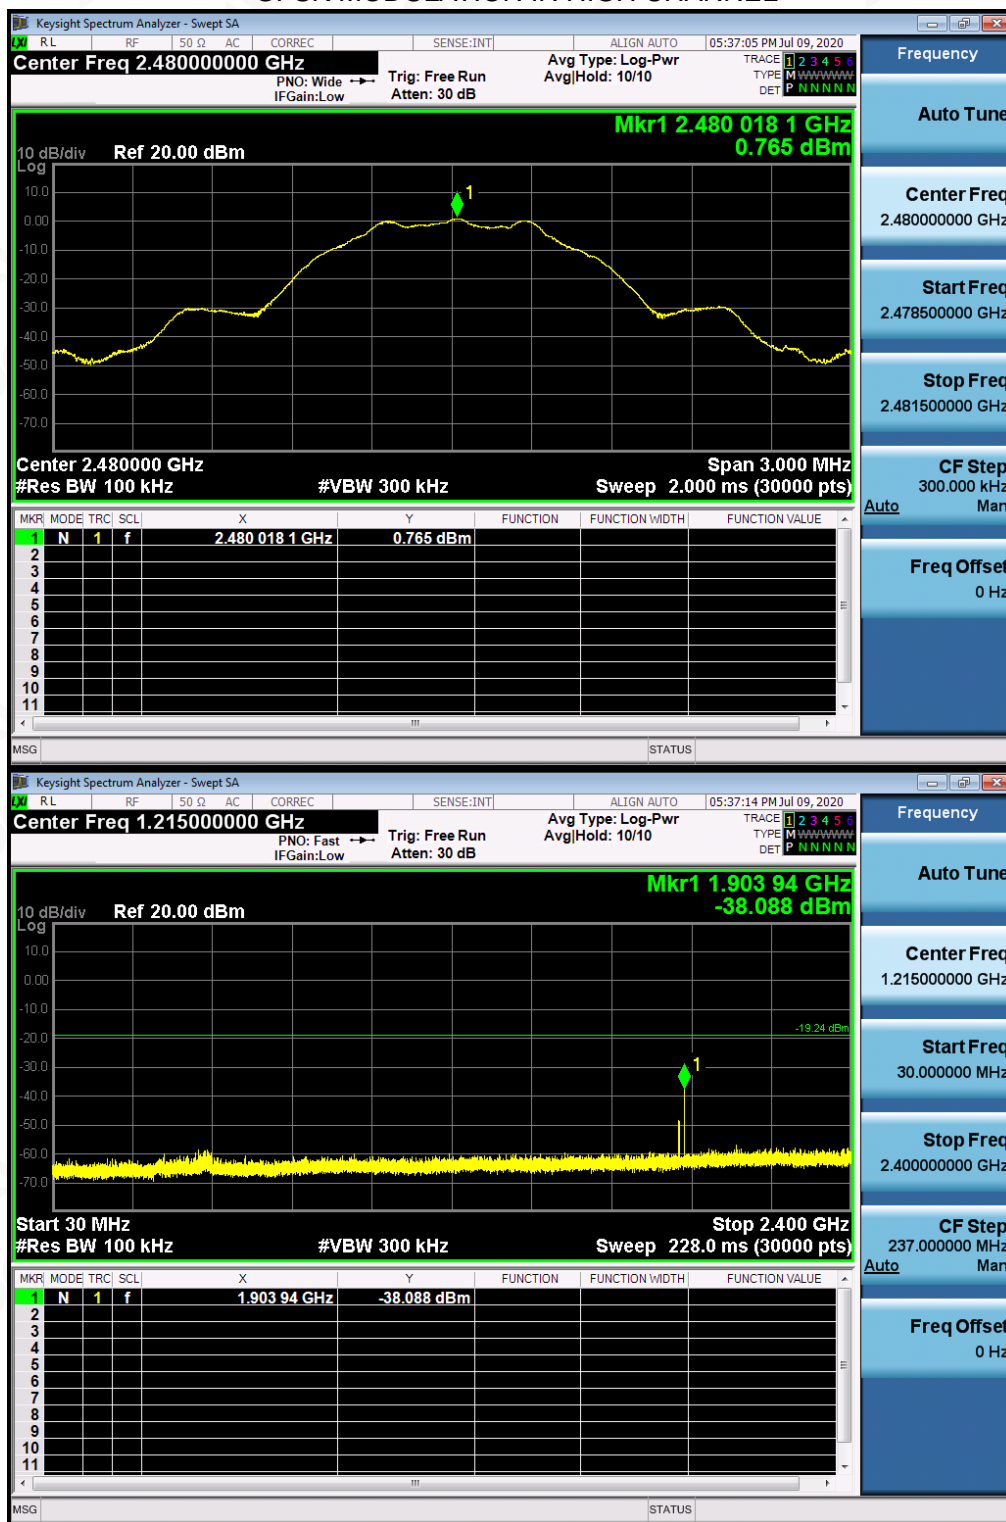 Keysight Spectrum Analyzer - Swept SA
LXI RL RF 50 Ω AC CORREC SENSE:INT ALIGN AUTO 05:37:05 PM Jul 09, 2020
Center Freq 2.480000000 GHz
PNO: Wide
IFGain:Low
Trig: Free Run
Atten: 30 dB
Avg Type: Log-Pwr
Avg|Hold: 10/10
TRACE 1 2 3 4 5 6
TYPE M W W W W W
DET P N N N N N
Mkr1 2.480 018 1 GHz
0.765 dBm
10 dB/div Ref 20.00 dBm
Log
10.0
0.00
-10.0
-20.0
-30.0
-40.0
-50.0
-60.0
-70.0
1
Center 2.480000 GHz Span 3.000 MHz
#Res BW 100 kHz #VBW 300 kHz Sweep 2.000 ms (30000 pts)
MKR MODE TRC SCL X Y FUNCTION FUNCTION WIDTH FUNCTION VALUE
1 N 1 f 2.480 018 1 GHz 0.765 dBm
2
3
4
5
6
7
8
9
10
11
MSG STATUS
Frequency
Auto Tune
Center Freq
2.480000000 GHz
Start Freq
2.478500000 GHz
Stop Freq
2.481500000 GHz
CF Step
300.000 kHz
Auto Man
Freq Offset
0 Hz
Keysight Spectrum Analyzer - Swept SA
LXI RL RF 50 Ω AC CORREC SENSE:INT ALIGN AUTO 05:37:14 PM Jul 09, 2020
Center Freq 1.215000000 GHz
PNO: Fast
IFGain:Low
Trig: Free Run
Atten: 30 dB
Avg Type: Log-Pwr
Avg|Hold: 10/10
TRACE 1 2 3 4 5 6
TYPE M W W W W W
DET P N N N N N
Mkr1 1.903 94 GHz
-38.088 dBm
10 dB/div Ref 20.00 dBm
Log
10.0
0.00
-10.0
-20.0
-30.0
-40.0
-50.0
-60.0
-70.0
-19.24 dBm
1
Start 30 MHz Stop 2.400 GHz
#Res BW 100 kHz #VBW 300 kHz Sweep 228.0 ms (30000 pts)
MKR MODE TRC SCL X Y FUNCTION FUNCTION WIDTH FUNCTION VALUE
1 N 1 f 1.903 94 GHz -38.088 dBm
2
3
4
5
6
7
8
9
10
11
MSG STATUS
Frequency
Auto Tune
Center Freq
1.215000000 GHz
Start Freq
30.000000 MHz
Stop Freq
2.400000000 GHz
CF Step
237.000000 MHz
Auto Man
Freq Offset
0 Hz